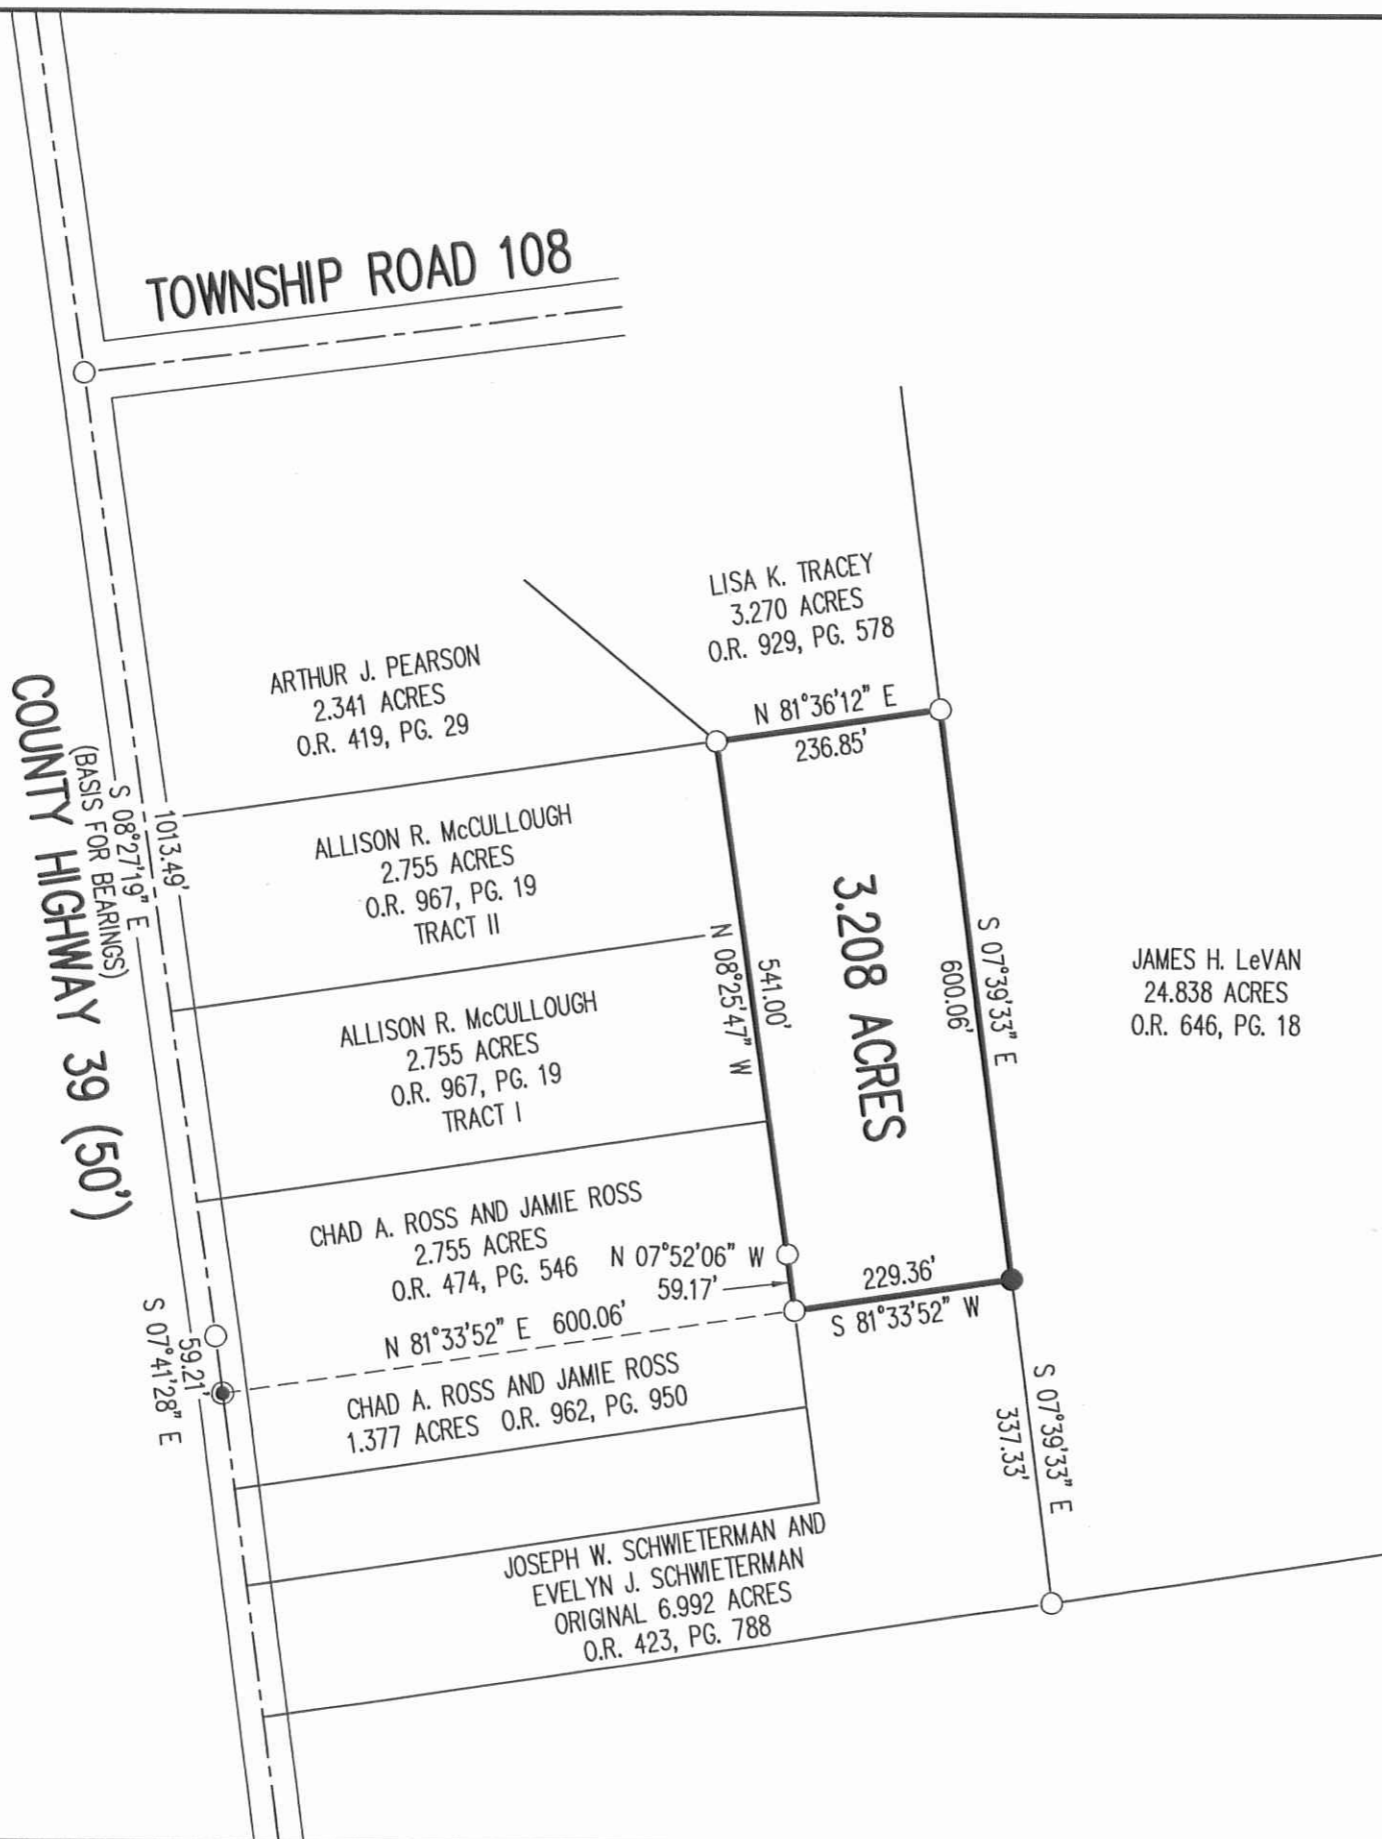 TOWNSHIP ROAD 108
LISA K. TRACEY
3.270 ACRES
O.R. 929, PG. 578
ARTHUR J. PEARSON
2.341 ACRES
O.R. 419, PG. 29
N 81°36'12" E
236.85'
COUNTY HIGHWAY 39 (50')
(BASIS FOR BEARINGS)
S 08°27'19" E
1013.49'
ALLISON R. McCULLOUGH
2.755 ACRES
O.R. 967, PG. 19
TRACT II
N 08°25'47" W
541.00'
3.208 ACRES
S 07°39'33" E
600.06'
JAMES H. LeVAN
24.838 ACRES
O.R. 646, PG. 18
ALLISON R. McCULLOUGH
2.755 ACRES
O.R. 967, PG. 19
TRACT I
CHAD A. ROSS AND JAMIE ROSS
2.755 ACRES
O.R. 474, PG. 546
N 07°52'06" W
59.17'
229.36'
S 81°33'52" W
N 81°33'52" E 600.06'
S 07°41'28" E
59.21'
CHAD A. ROSS AND JAMIE ROSS
1.377 ACRES O.R. 962, PG. 950
S 07°39'33" E
337.33'
JOSEPH W. SCHWIETERMAN AND
EVELYN J. SCHWIETERMAN
ORIGINAL 6.992 ACRES
O.R. 423, PG. 788